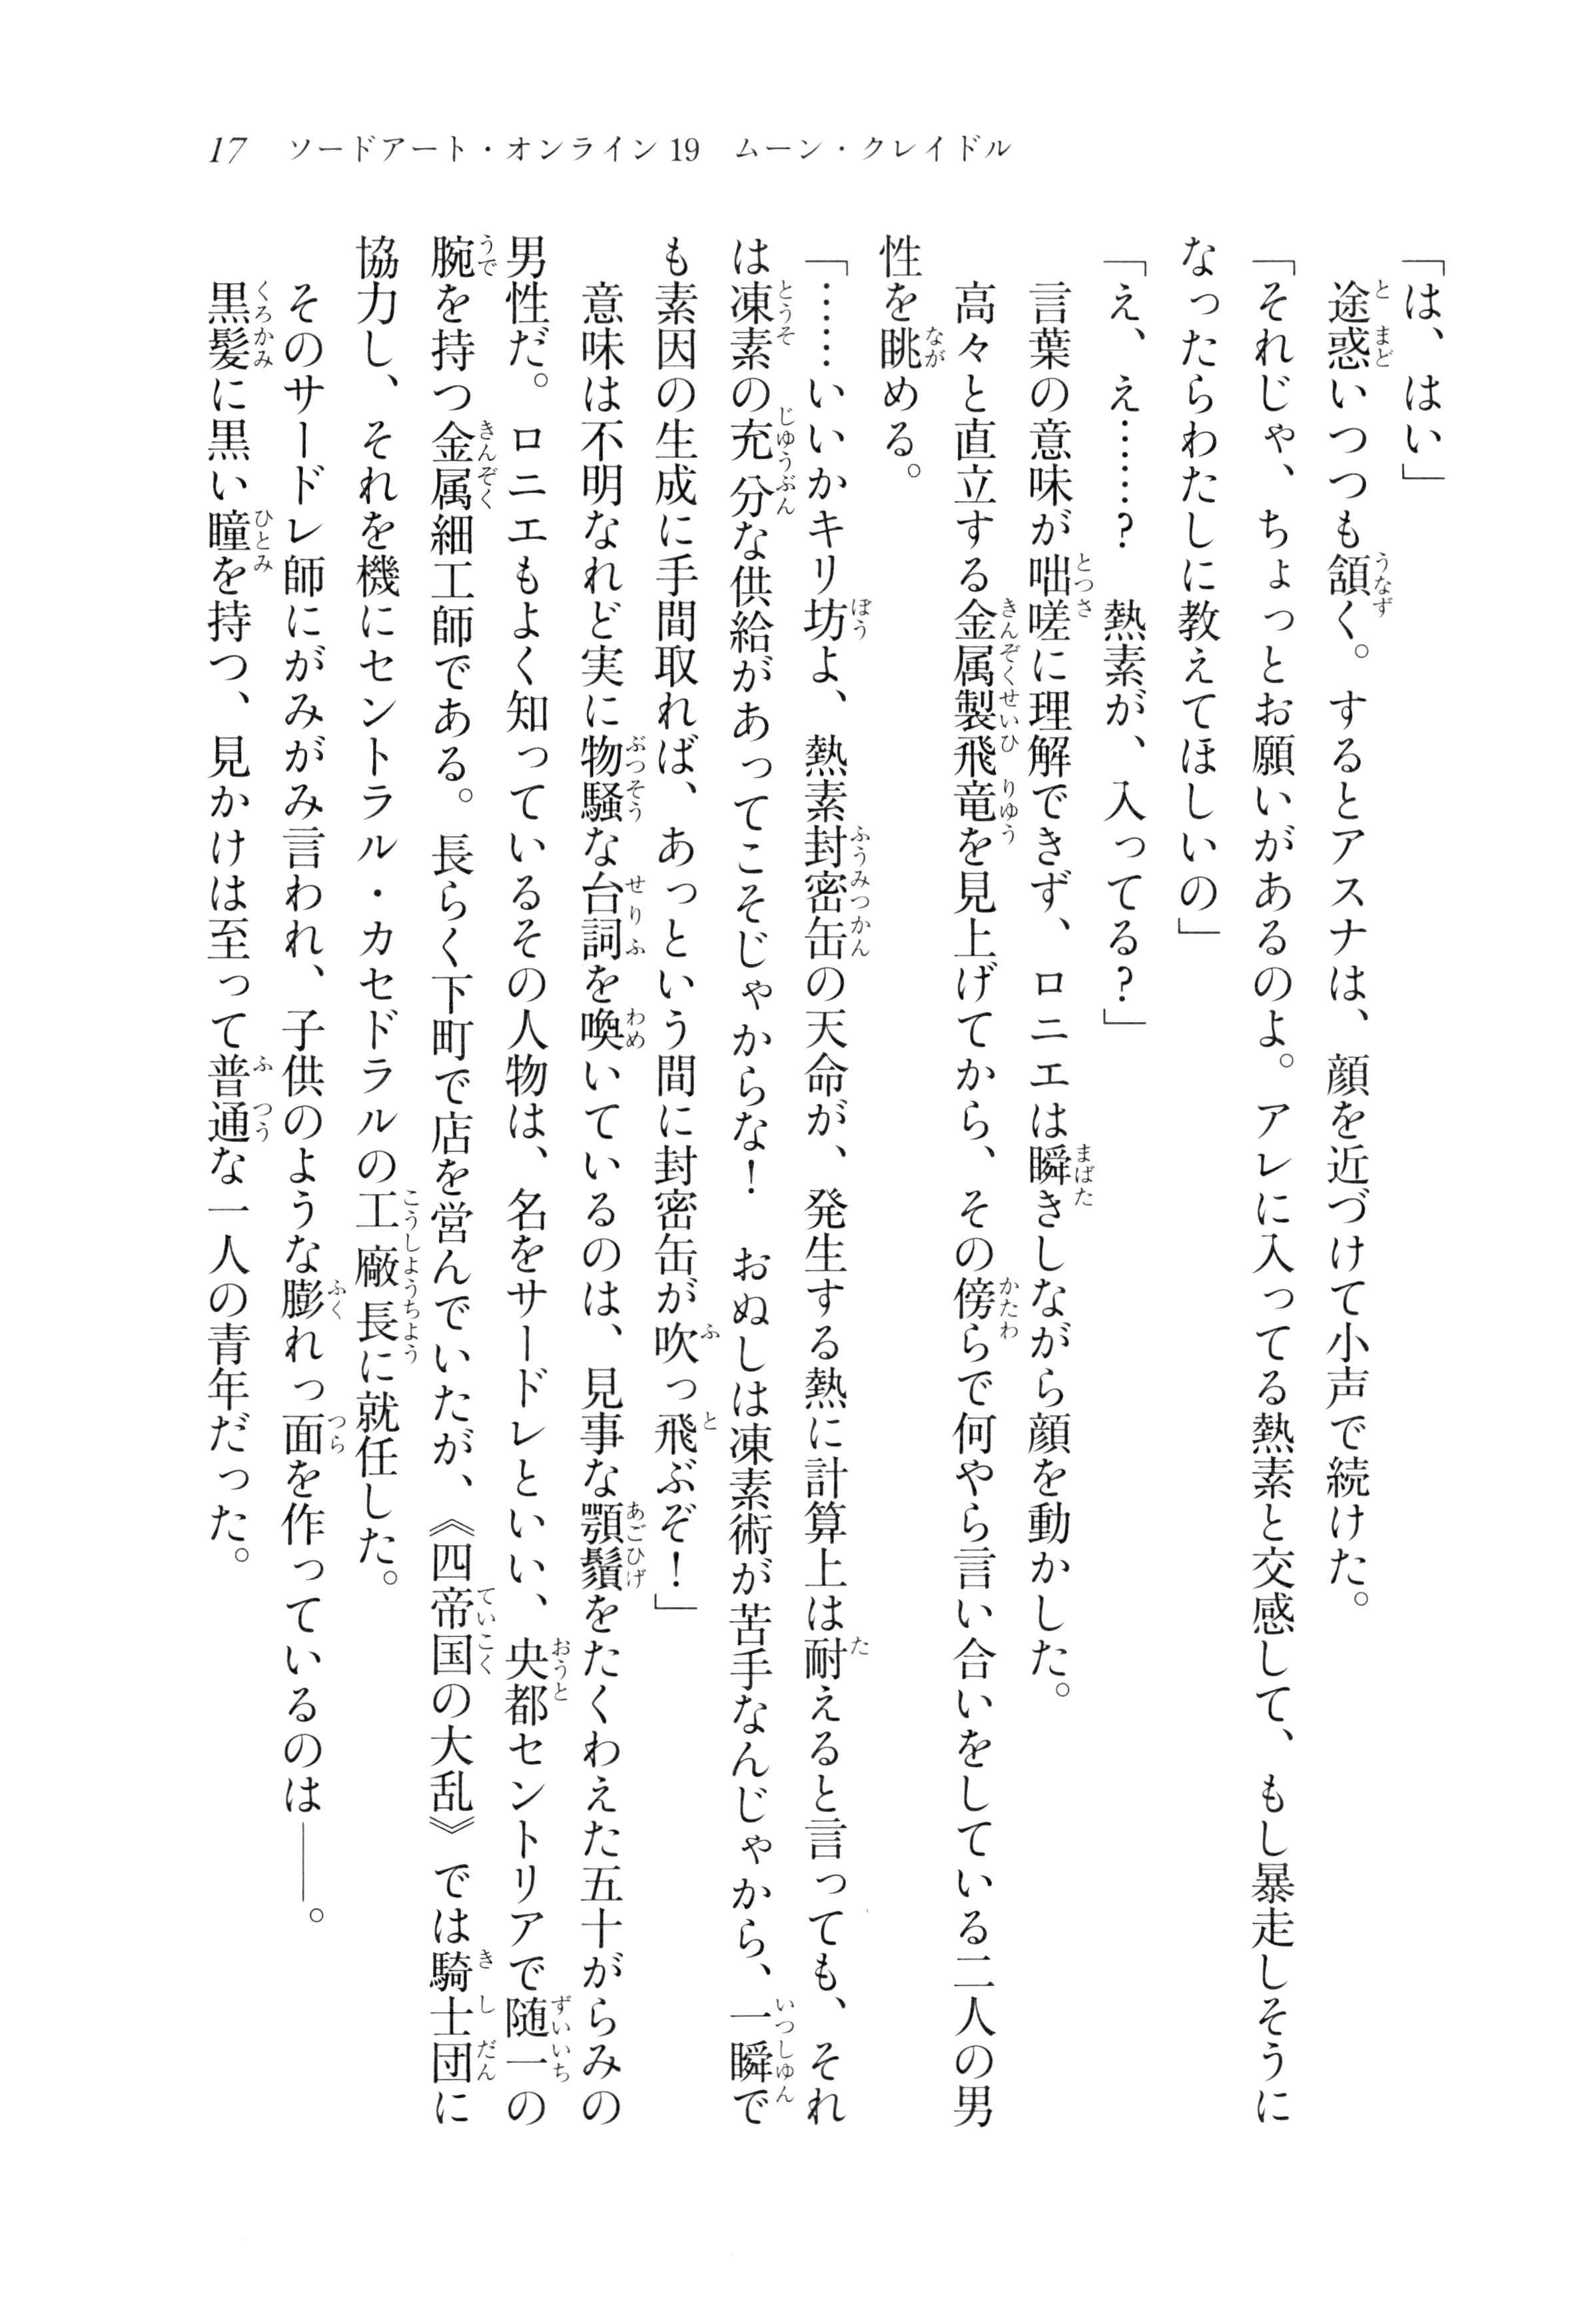 17　ソードアート・オンライン19　ムーン・クレイドル
「は、はい」
　途惑いつつも頷く。するとアスナは、顔を近づけて小声で続けた。
「それじゃ、ちょっとお願いがあるのよ。アレに入ってる熱素と交感して、もし暴走しそうに
なったらわたしに教えてほしいの」
「え、え……？　熱素が、入ってる？」
　言葉の意味が咄嗟に理解できず、ロニエは瞬きしながら顔を動かした。
　高々と直立する金属製飛竜を見上げてから、その傍らで何やら言い合いをしている二人の男
性を眺める。
「……いいかキリ坊よ、熱素封密缶の天命が、発生する熱に計算上は耐えると言っても、それ
は凍素の充分な供給があってこそじゃからな！　おぬしは凍素術が苦手なんじゃから、一瞬で
も素因の生成に手間取れば、あっという間に封密缶が吹っ飛ぶぞ！」
　意味は不明なれど実に物騒な台詞を喚いているのは、見事な顎鬚をたくわえた五十がらみの
男性だ。ロニエもよく知っているその人物は、名をサードレといい、央都セントリアで随一の
腕を持つ金属細工師である。長らく下町で店を営んでいたが、《四帝国の大乱》では騎士団に
協力し、それを機にセントラル・カセドラルの工廠長に就任した。
　そのサードレ師にがみがみ言われ、子供のような膨れっ面を作っているのは――。
　黒髪に黒い瞳を持つ、見かけは至って普通な一人の青年だった。